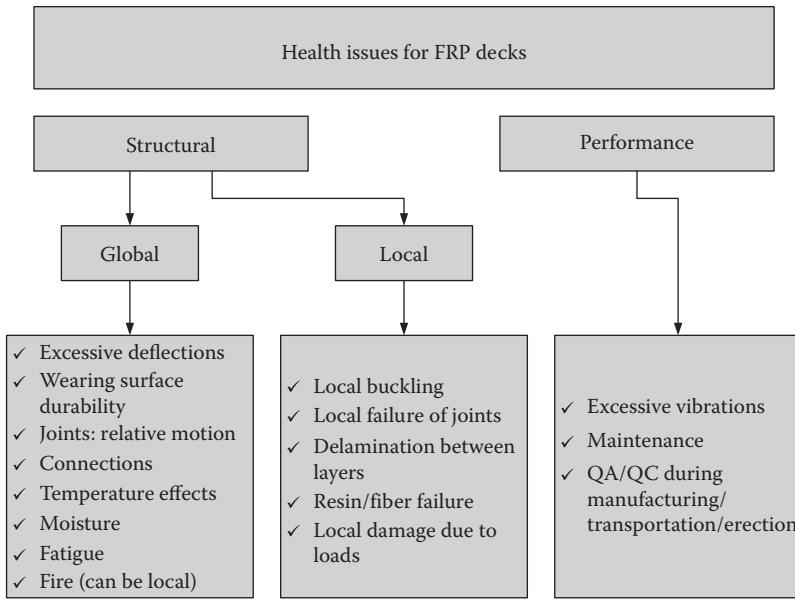 Health issues for FRP decks
Structural
Performance
Global
Local
✓ Excessive deflections
✓ Wearing surface
durability
✓ Joints: relative motion
✓ Connections
✓ Temperature effects
✓ Moisture
✓ Fatigue
✓ Fire (can be local)
✓ Local buckling
✓ Local failure of joints
✓ Delamination between
layers
✓ Resin/fiber failure
✓ Local damage due to
loads
✓ Excessive vibrations
✓ Maintenance
✓ QA/QC during
manufacturing/
transportation/erection